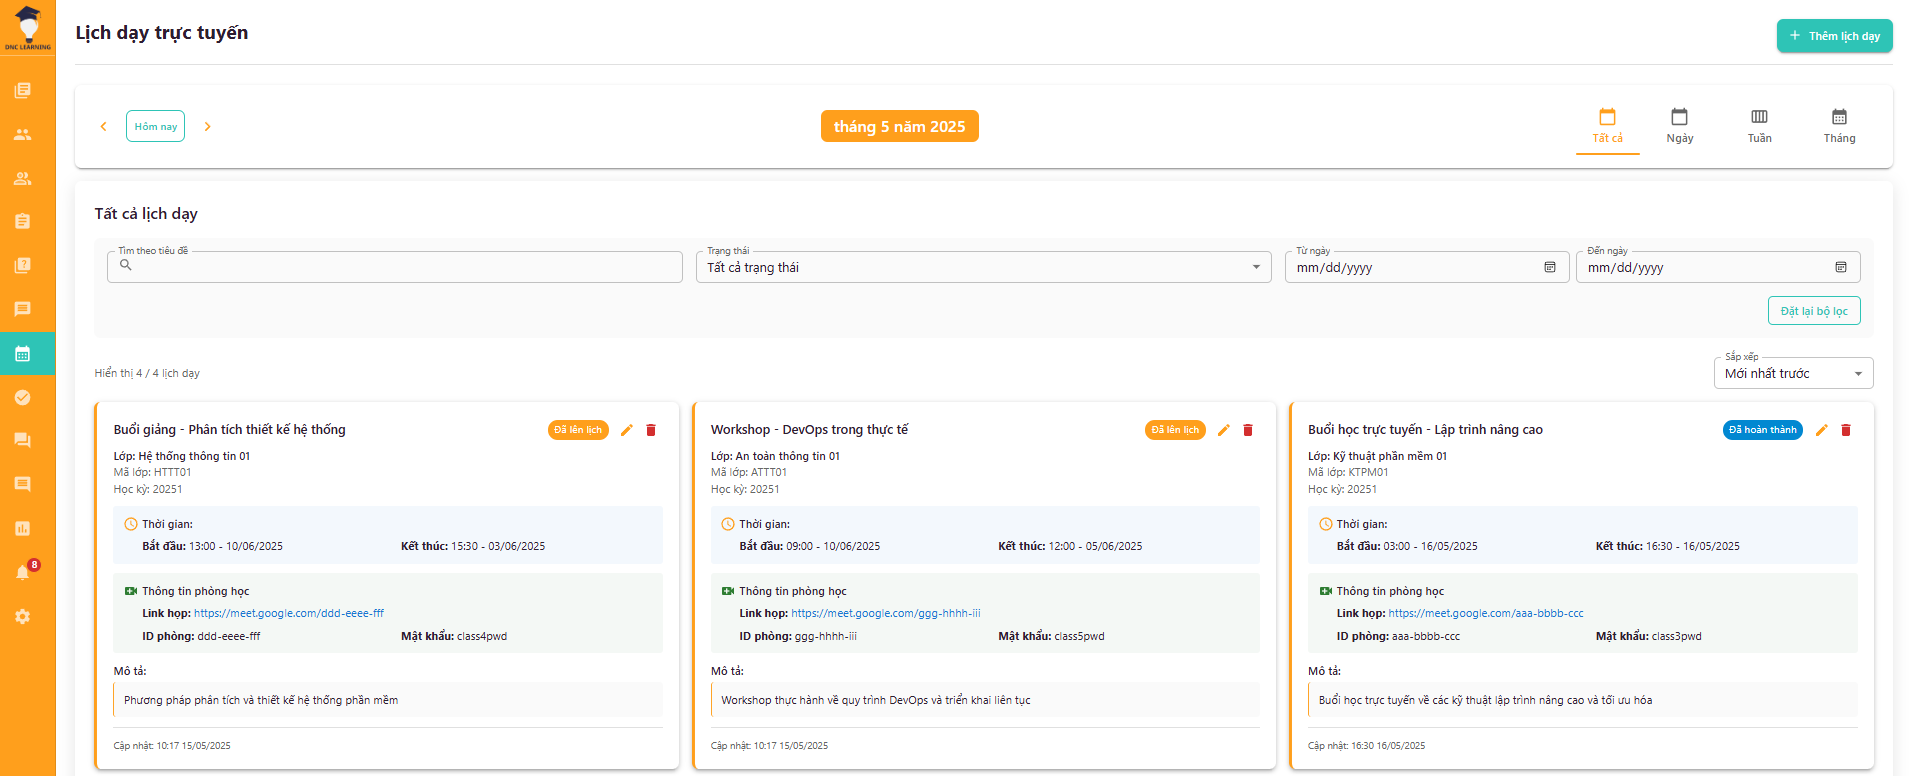 DNC LEARNING
Lịch dạy trực tuyến
Thêm lịch dạy
Hôm nay
tháng 5 năm 2025
Tất cả
Ngày
Tuần
Tháng
Tất cả lịch dạy
Tìm theo tiêu đề
Trạng thái
Tất cả trạng thái
Từ ngày
mm/dd/yyyy
Đến ngày
mm/dd/yyyy
Đặt lại bộ lọc
Hiển thị 4 / 4 lịch dạy
Sắp xếp
Mới nhất trước
Buổi giảng - Phân tích thiết kế hệ thống
Đã lên lịch
Lớp: Hệ thống thông tin 01
Mã lớp: HTTT01
Học kỳ: 20251
Thời gian:
Bắt đầu: 13:00 - 10/06/2025
Kết thúc: 15:30 - 03/06/2025
Thông tin phòng học
Link họp: https://meet.google.com/ddd-eeee-fff
ID phòng: ddd-eeee-fff
Mật khẩu: class4pwd
Mô tả:
Phương pháp phân tích và thiết kế hệ thống phần mềm
Cập nhật: 10:17 15/05/2025
Workshop - DevOps trong thực tế
Đã lên lịch
Lớp: An toàn thông tin 01
Mã lớp: ATTT01
Học kỳ: 20251
Thời gian:
Bắt đầu: 09:00 - 10/06/2025
Kết thúc: 12:00 - 05/06/2025
Thông tin phòng học
Link họp: https://meet.google.com/ggg-hhhh-iii
ID phòng: ggg-hhhh-iii
Mật khẩu: class5pwd
Mô tả:
Workshop thực hành về quy trình DevOps và triển khai liên tục
Cập nhật: 10:17 15/05/2025
Buổi học trực tuyến - Lập trình nâng cao
Đã hoàn thành
Lớp: Kỹ thuật phần mềm 01
Mã lớp: KTPM01
Học kỳ: 20251
Thời gian:
Bắt đầu: 03:00 - 16/05/2025
Kết thúc: 16:30 - 16/05/2025
Thông tin phòng học
Link họp: https://meet.google.com/aaa-bbbb-ccc
ID phòng: aaa-bbbb-ccc
Mật khẩu: class3pwd
Mô tả:
Buổi học trực tuyến về các kỹ thuật lập trình nâng cao và tối ưu hóa
Cập nhật: 16:30 16/05/2025
8